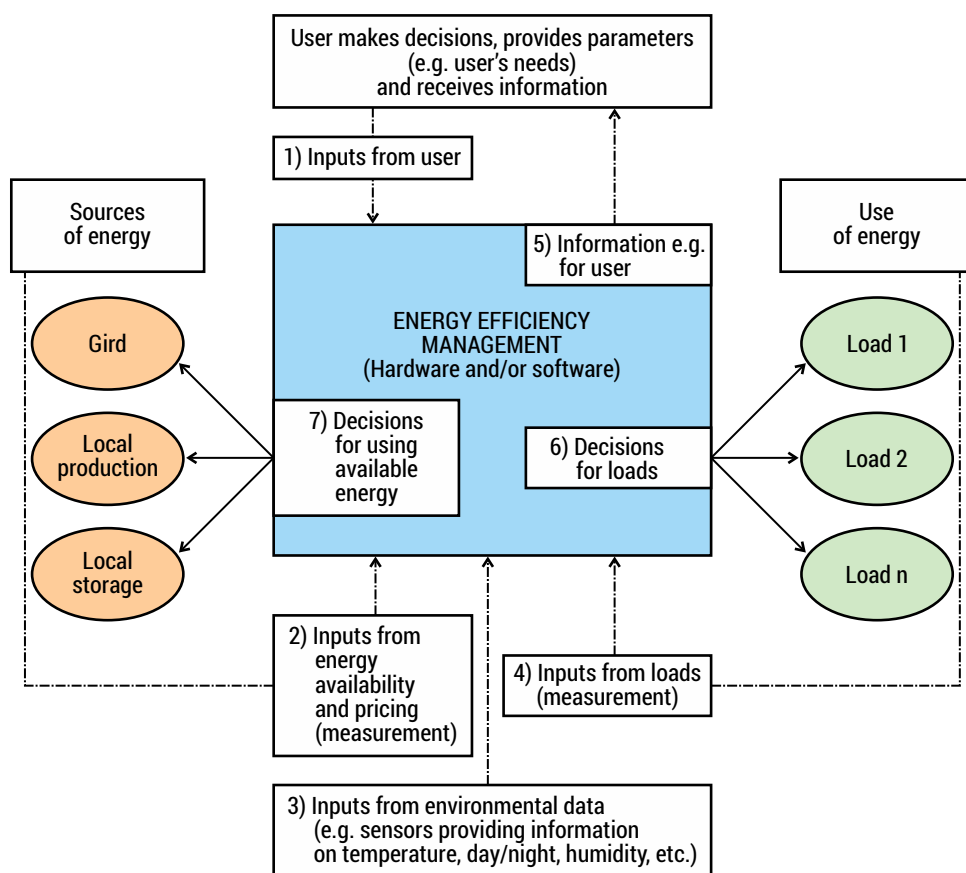 User makes decisions, provides parameters
(e.g. user's needs)
and receives information
1) Inputs from user
Sources
of energy
Use
of energy
5) Information e.g.
for user
ENERGY EFFICIENCY
MANAGEMENT
(Hardware and/or software)
Gird
Local
production
Local
storage
7) Decisions
for using
available
energy
6) Decisions
for loads
Load 1
Load 2
Load n
2) Inputs from
energy
availability
and pricing
(measurement)
4) Inputs from loads
(measurement)
3) Inputs from environmental data
(e.g. sensors providing information
on temperature, day/night, humidity, etc.)